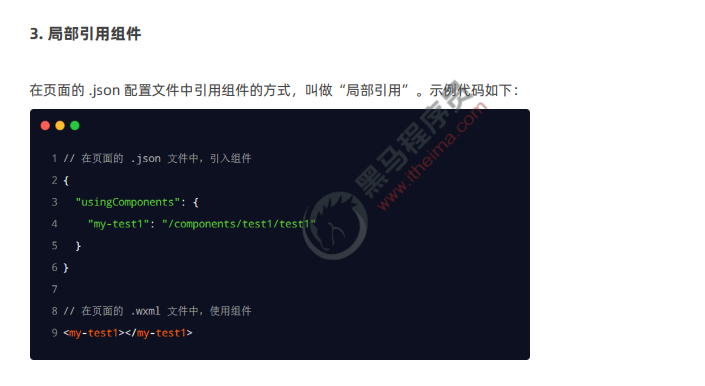 3. 局部引用组件
在页面的 .json 配置文件中引用组件的方式，叫做“局部引用”。示例代码如下：
1 // 在页面的 .json 文件中，引入组件
2 {
3   "usingComponents": {
4     "my-test1": "/components/test1/test1"
5   }
6 }
7
8 // 在页面的 .wxml 文件中，使用组件
9 <my-test1></my-test1>
黑马程序员
www.itheima.com